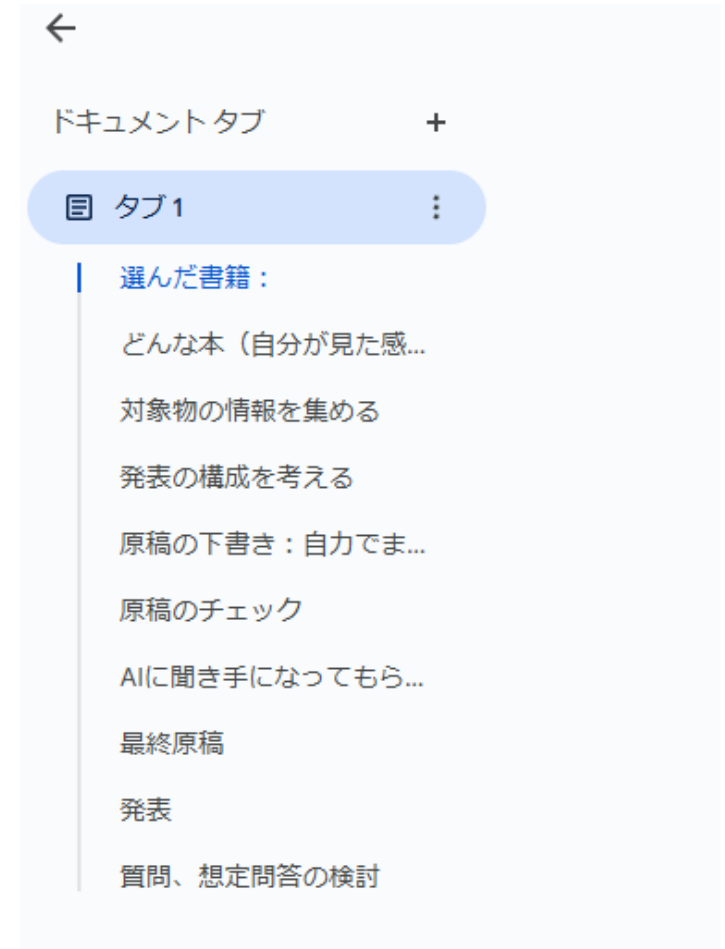 ドキュメント タブ
タブ 1
選んだ書籍：
どんな本（自分が見た感...
対象物の情報を集める
発表の構成を考える
原稿の下書き：自力でま...
原稿のチェック
AIに聞き手になってもら...
最終原稿
発表
質問、想定問答の検討